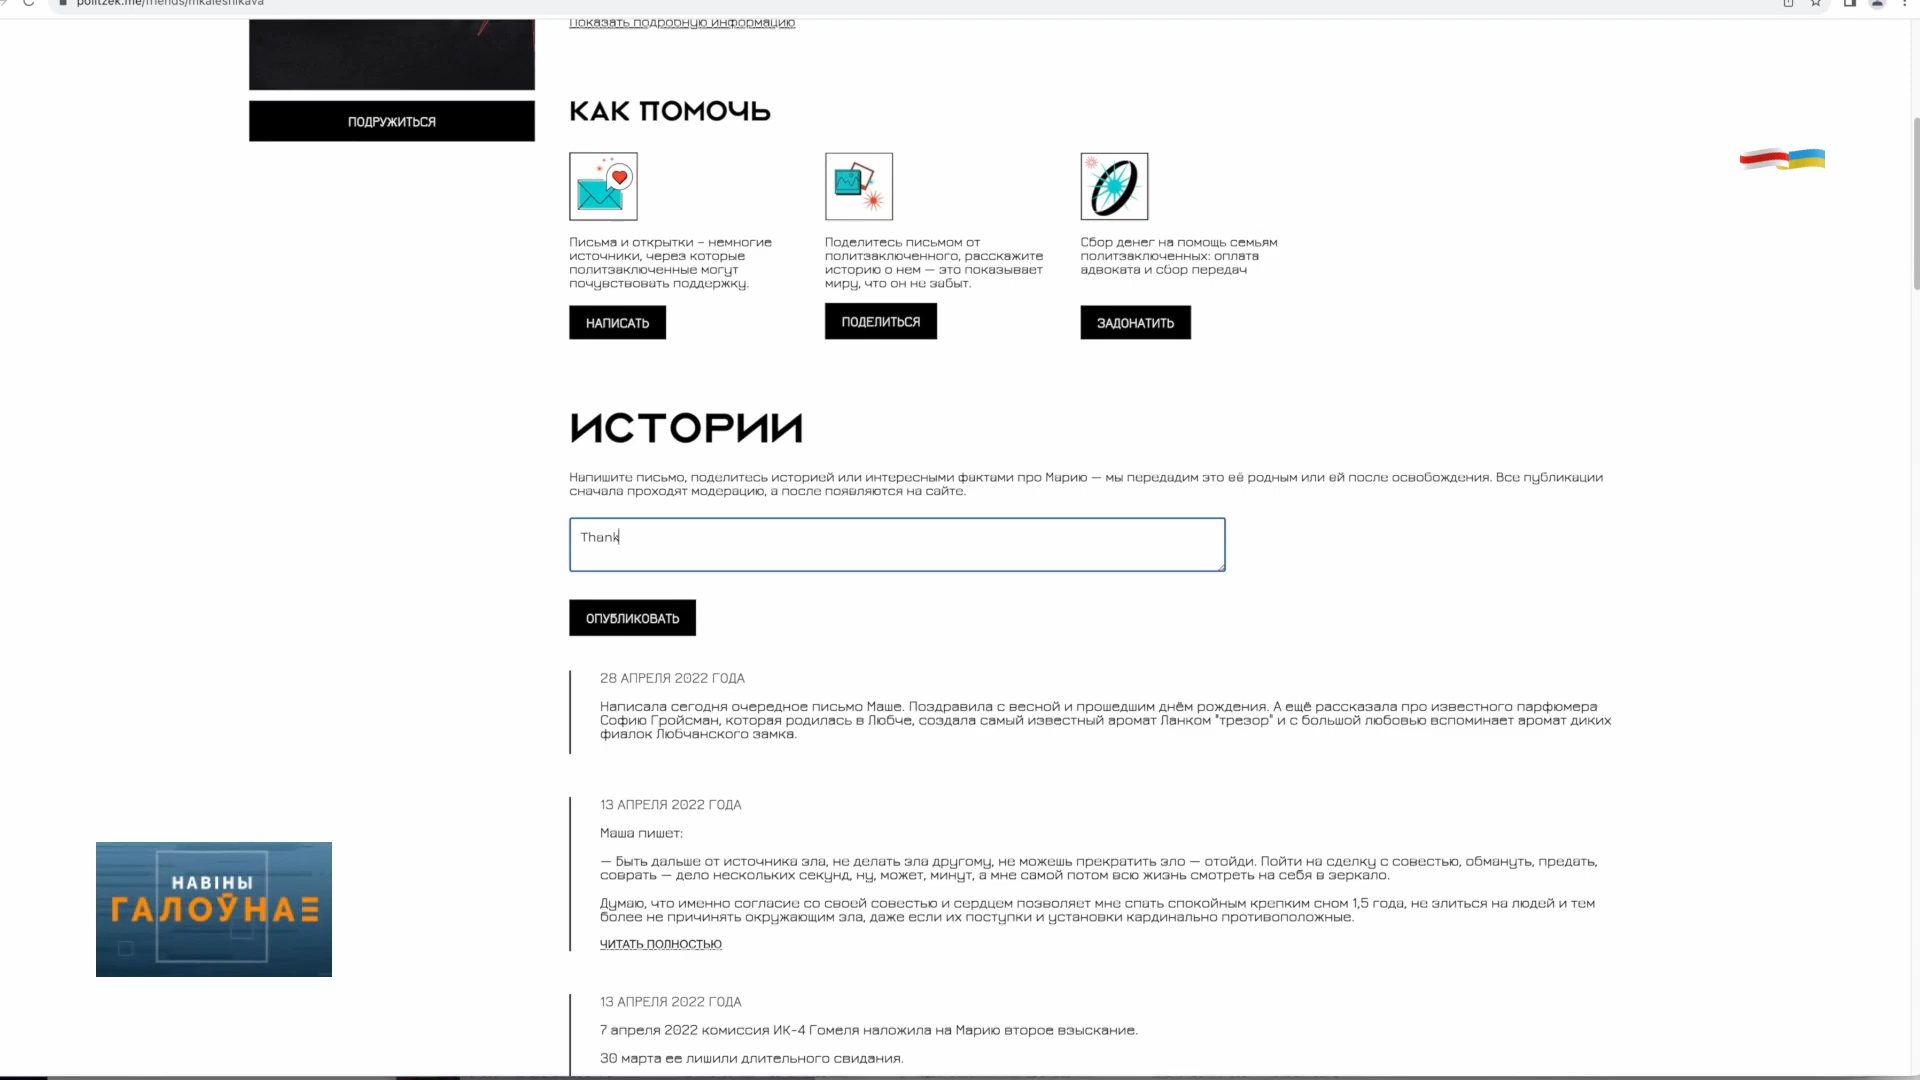 politzek.me/friends/mkalesnikava
Показать подробную информацию
ПОДРУЖИТЬСЯ
КАК ПОМОЧЬ
Письма и открытки – немногие
источники, через которые
политзаключенные могут
почувствовать поддержку.
НАПИСАТЬ
Поделитесь письмом от
политзаключенного, расскажите
историю о нем — это показывает
миру, что он не забыт.
ПОДЕЛИТЬСЯ
Сбор денег на помощь семьям
политзаключенных: оплата
адвоката и сбор передач
ЗАДОНАТИТЬ
ИСТОРИИ
Напишите письмо, поделитесь историей или интересными фактами про Марию — мы передадим это её родным или ей после освобождения. Все публикации
сначала проходят модерацию, а после появляются на сайте.
Thank
ОПУБЛИКОВАТЬ
28 АПРЕЛЯ 2022 ГОДА
Написала сегодня очередное письмо Маше. Поздравила с весной и прошедшим днём рождения. А ещё рассказала про известного парфюмера
Софию Гройсман, которая родилась в Любче, создала самый известный аромат Ланком "трезор" и с большой любовью вспоминает аромат диких
фиалок Любчанского замка.
13 АПРЕЛЯ 2022 ГОДА
Маша пишет:
— Быть дальше от источника зла, не делать зла другому, не можешь прекратить зло — отойди. Пойти на сделку с совестью, обмануть, предать,
соврать — дело нескольких секунд, ну, может, минут, а мне самой потом всю жизнь смотреть на себя в зеркало.
Думаю, что именно согласие со своей совестью и сердцем позволяет мне спать спокойным крепким сном 1,5 года, не злиться на людей и тем
более не причинять окружающим зла, даже если их поступки и установки кардинально противоположные.
ЧИТАТЬ ПОЛНОСТЬЮ
13 АПРЕЛЯ 2022 ГОДА
7 апреля 2022 комиссия ИК-4 Гомеля наложила на Марию второе взыскание.
30 марта ее лишили длительного свидания.
НАВІНЫ
ГАЛОЎНАЕ